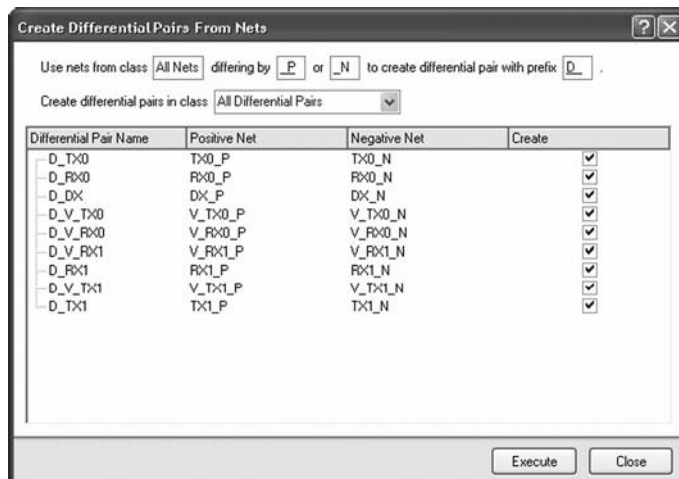 Create Differential Pairs From Nets
Use nets from class All Nets differing by _P or _N to create differential pair with prefix D_ .
Create differential pairs in class All Differential Pairs
Differential Pair Name Positive Net Negative Net Create
D_TX0 TX0_P TX0_N
D_RX0 RX0_P RX0_N
D_DX DX_P DX_N
D_V_TX0 V_TX0_P V_TX0_N
D_V_RX0 V_RX0_P V_RX0_N
D_V_RX1 V_RX1_P V_RX1_N
D_RX1 RX1_P RX1_N
D_V_TX1 V_TX1_P V_TX1_N
D_TX1 TX1_P TX1_N
Execute Close